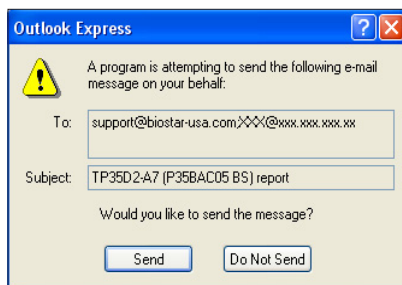 Outlook Express
A program is attempting to send the following e-mail
message on your behalf:
To: support@biostar-usa.com;XXX@xxx.xxx.xxx.xx
Subject: TP35D2-A7 (P35BAC05 BS) report
Would you like to send the message?
Send Do Not Send